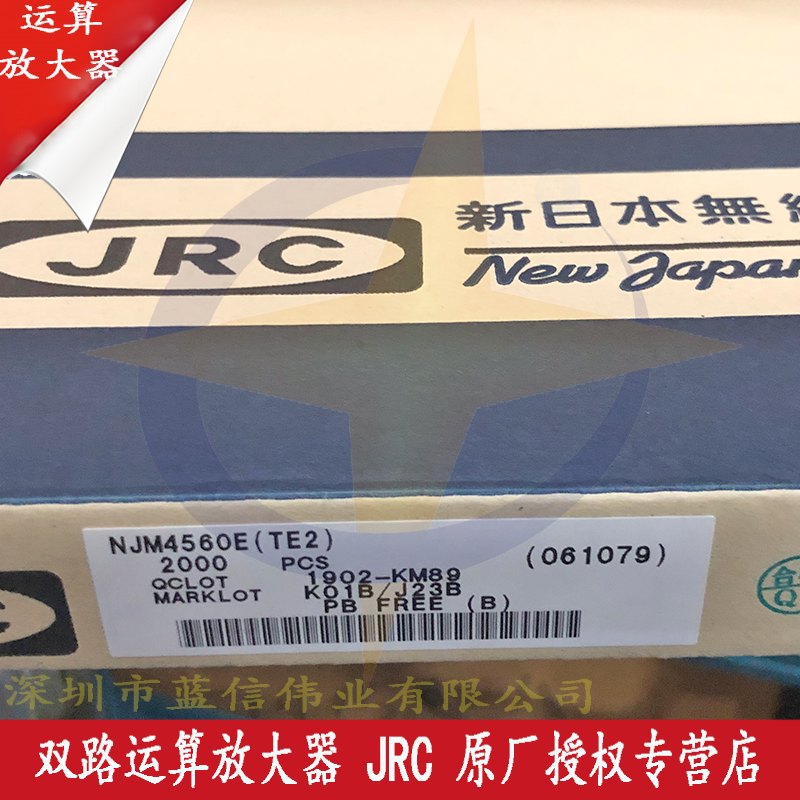 运算
放大器
JRC
新日本無
New Japan
NJM4560E(TE2)
2000 PCS
(061079)
QCLOT 1902-KM89
MARKLOT K01B/J23B
PB FREE (B)
C
深圳市蓝信伟业有限公司
双路运算放大器 JRC 原厂授权专营店